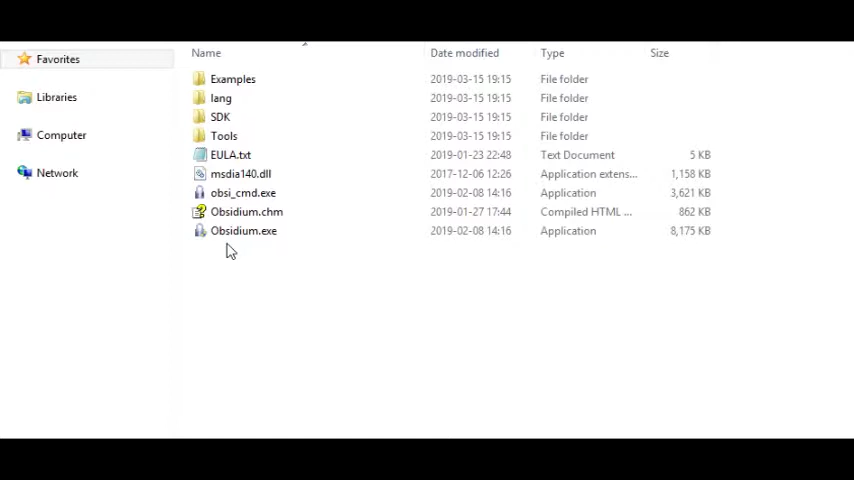 Name Date modified Type Size
Favorites
Examples 2019-03-15 19:15 File folder
Libraries
lang 2019-03-15 19:15 File folder
SDK 2019-03-15 19:15 File folder
Computer
Tools 2019-03-15 19:15 File folder
EULA.txt 2019-01-23 22:48 Text Document 5 KB
Network
msdia140.dll 2017-12-06 12:26 Application extens... 1,158 KB
obsi_cmd.exe 2019-02-08 14:16 Application 3,621 KB
Obsidium.chm 2019-01-27 17:44 Compiled HTML ... 862 KB
Obsidium.exe 2019-02-08 14:16 Application 8,175 KB